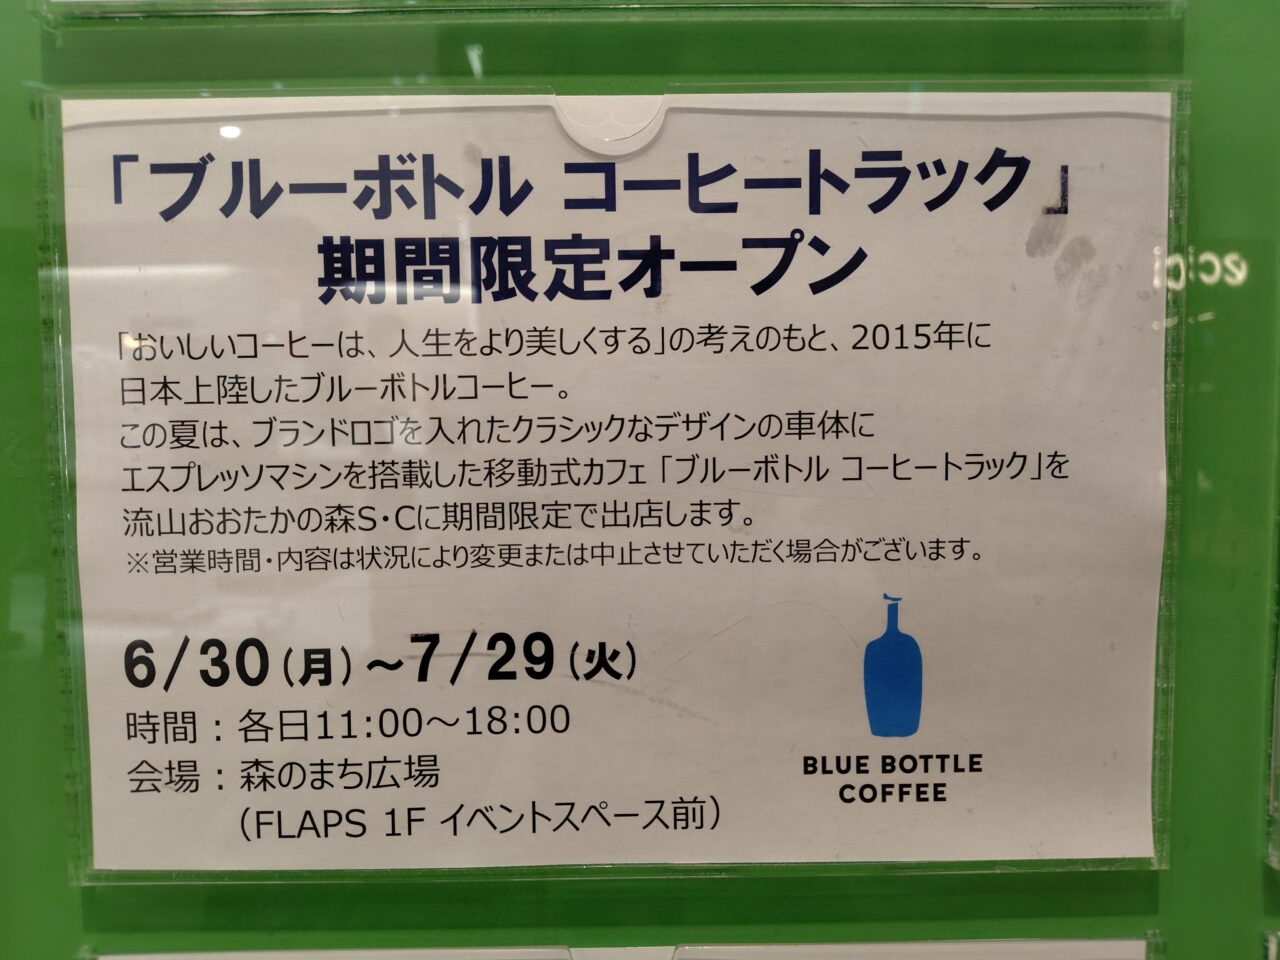 「ブルーボトル コーヒートラック」
期間限定オープン
「おいしいコーヒーは、人生をより美しくする」の考えのもと、2015年に
日本上陸したブルーボトルコーヒー。
この夏は、ブランドロゴを入れたクラシックなデザインの車体に
エスプレッソマシンを搭載した移動式カフェ「ブルーボトル コーヒートラック」を
流山おおたかの森S・Cに期間限定で出店します。
※営業時間・内容は状況により変更または中止させていただく場合がございます。
6/30(月)~7/29(火)
時間：各日11:00～18:00
会場：森のまち広場
(FLAPS 1F イベントスペース前)
BLUE BOTTLE
COFFEE